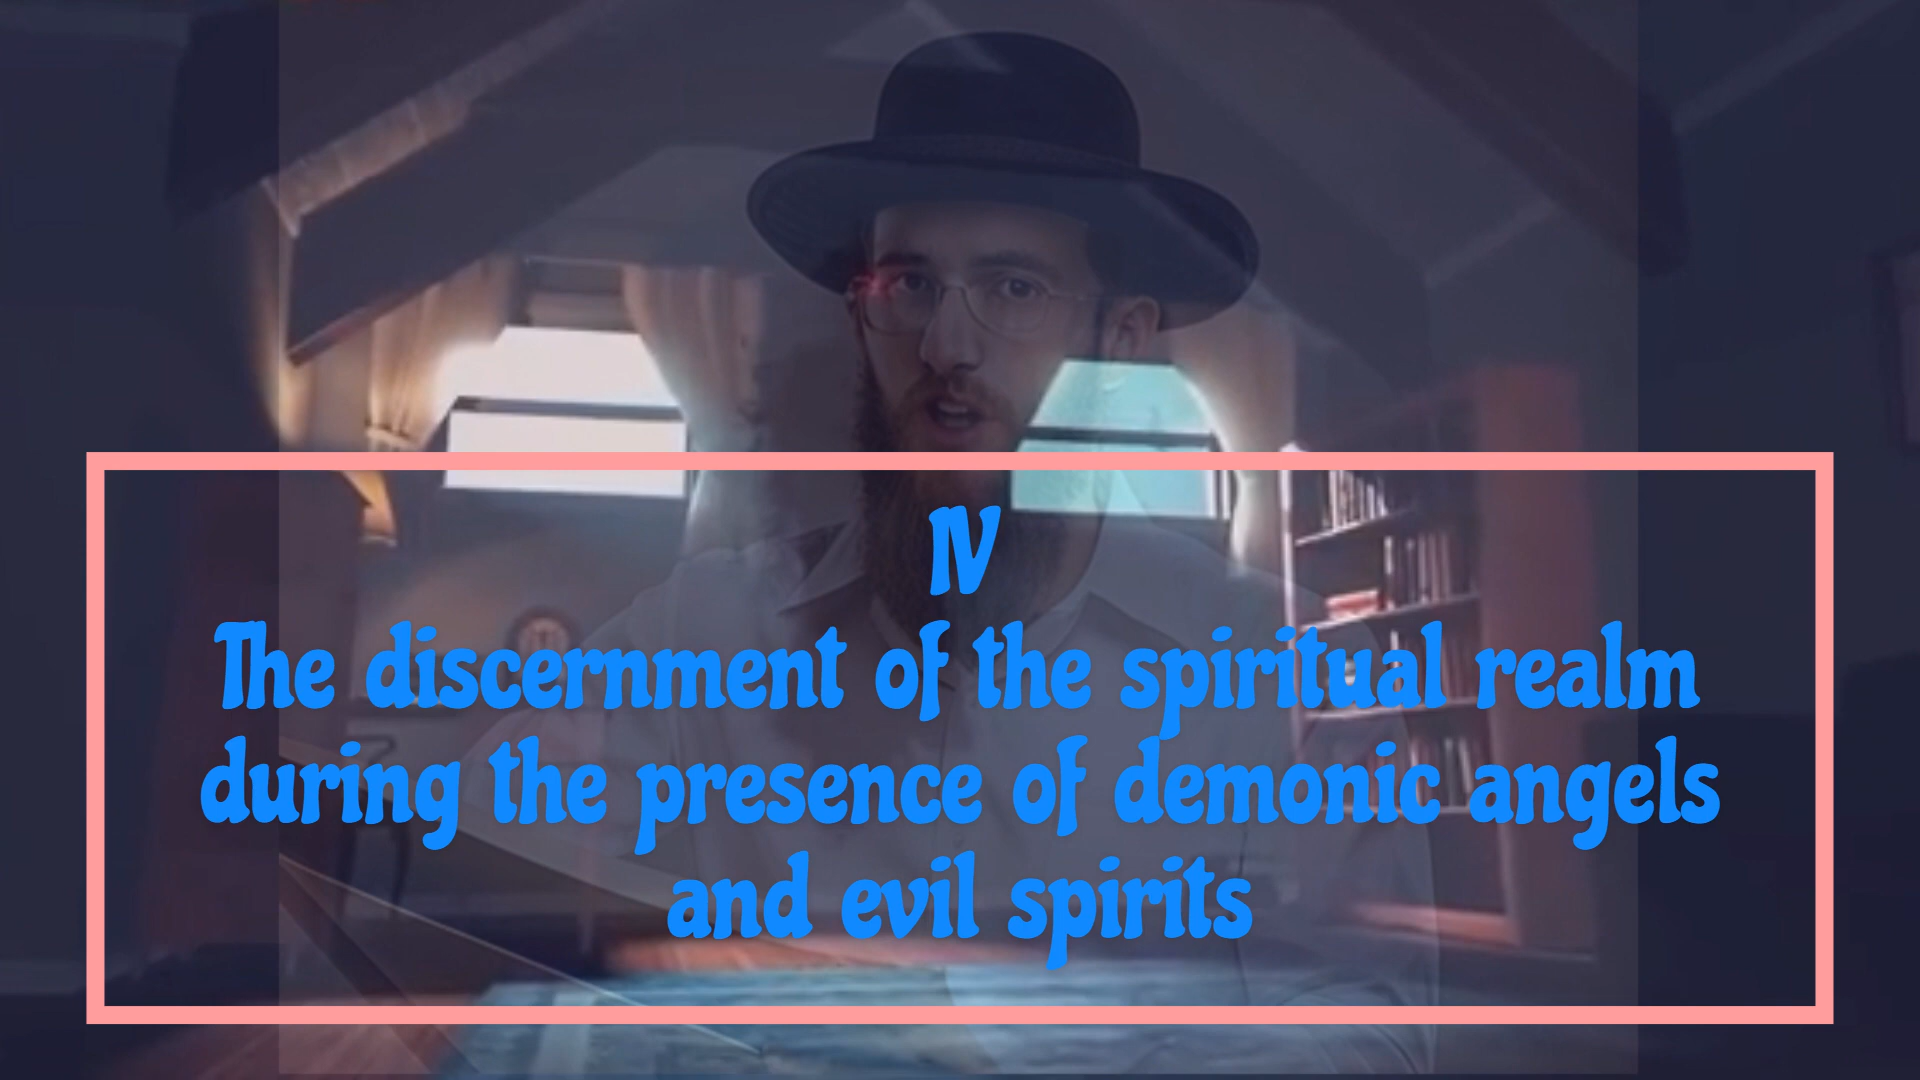 IV
The discernment of the spiritual realm
during the presence of demonic angels
and evil spirits